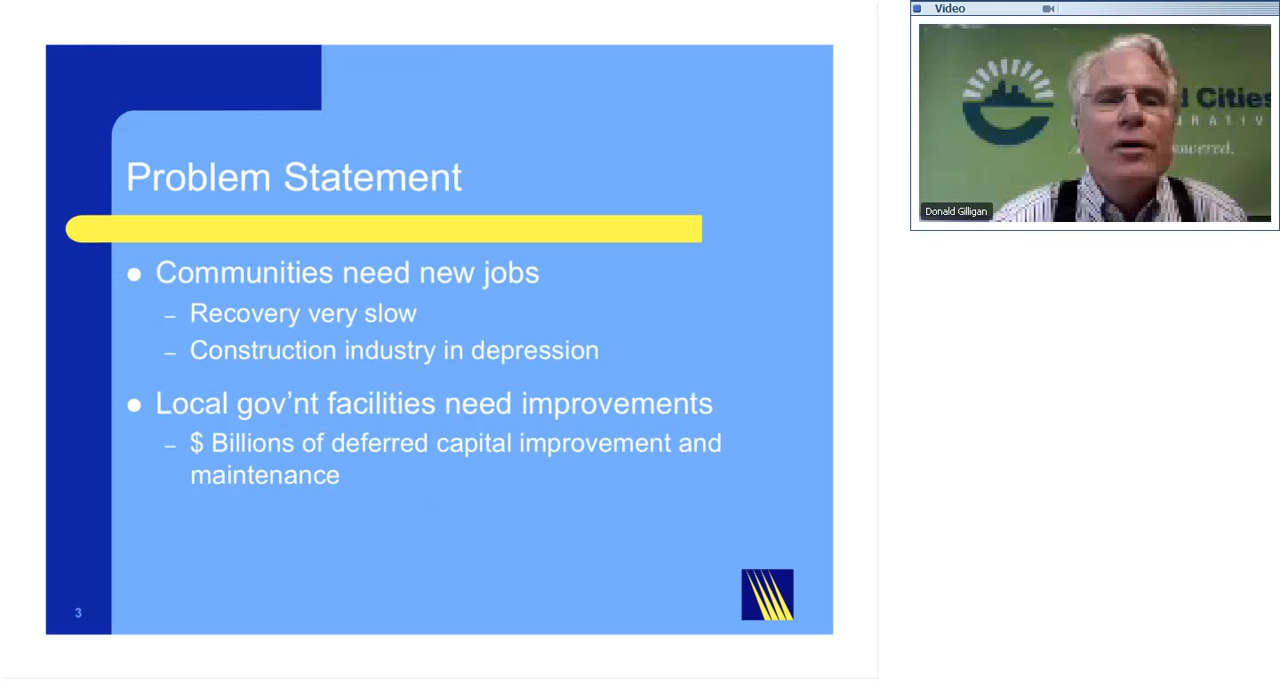 Problem Statement
Communities need new jobs
– Recovery very slow
– Construction industry in depression
Local gov'nt facilities need improvements
– $ Billions of deferred capital improvement and
maintenance
3
Video
Cities
Donald Gilligan